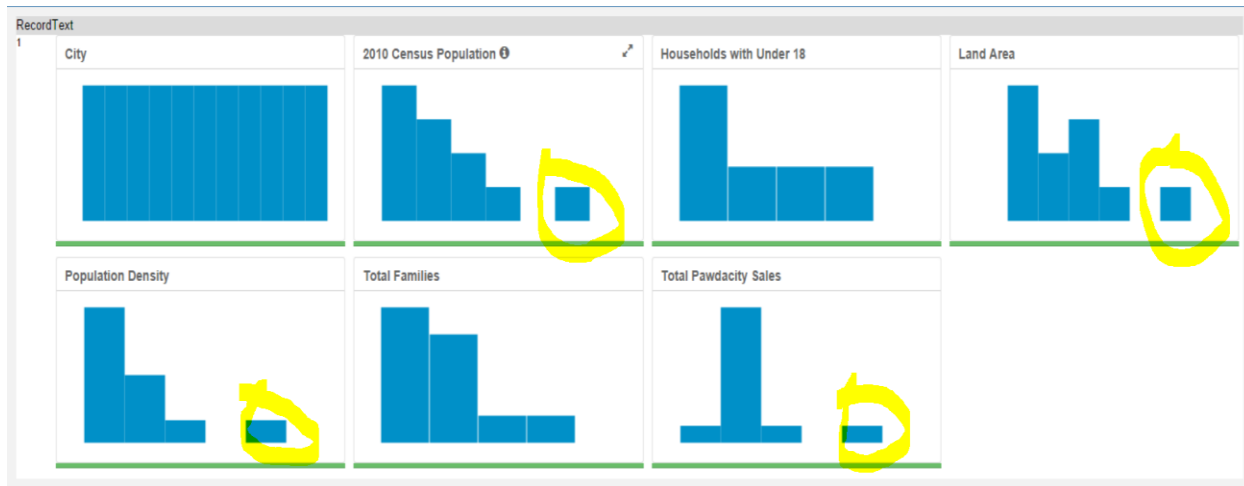 RecordText
1
City
2010 Census Population
Households with Under 18
Land Area
Population Density
Total Families
Total Pawdacity Sales